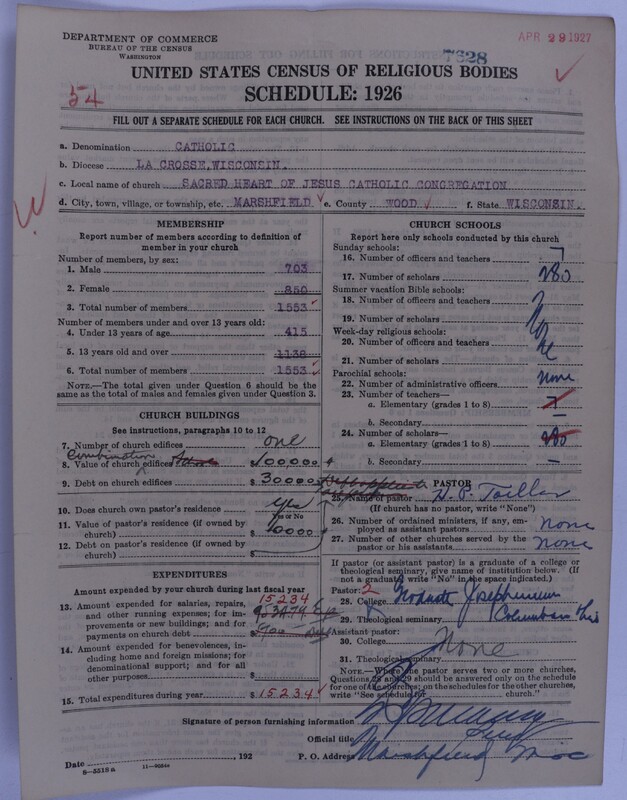 DEPARTMENT OF COMMERCE
BUREAU OF THE CENSUS
WASHINGTON
7628
APR 29 1927
UNITED STATES CENSUS OF RELIGIOUS BODIES
54
SCHEDULE: 1926
FILL OUT A SEPARATE SCHEDULE FOR EACH CHURCH. SEE INSTRUCTIONS ON THE BACK OF THIS SHEET
a. Denomination CATHOLIC
b. Diocese LA CROSSE, WISCONSIN.
c. Local name of church SACRED HEART OF JESUS CATHOLIC CONGREGATION
d. City, town, village, or township, etc. MARSHFIELD e. County WOOD f. State WISCONSIN.
MEMBERSHIP
Report number of members according to definition of
member in your church
Number of members, by sex:
1. Male 703
2. Female 850
3. Total number of members 1553
Number of members under and over 13 years old:
4. Under 13 years of age 415
5. 13 years old and over 1138
6. Total number of members 1553
NOTE.—The total given under Question 6 should be the
same as the total of males and females given under Question 3.
CHURCH BUILDINGS
See instructions, paragraphs 10 to 12
7. Number of church edifices one
Combination
8. Value of church edifices $100000
9. Debt on church edifices $30000
10. Does church own pastor's residence yes
Yes or No
11. Value of pastor's residence (if owned by
church) $10000
12. Debt on pastor's residence (if owned by
church) $
EXPENDITURES
Amount expended by your church during last fiscal year
15234
13. Amount expended for salaries, repairs,
and other running expenses; for im-
provements or new buildings; and for
payments on church debt $
14. Amount expended for benevolences,
including home and foreign missions; for
denominational support; and for all
other purposes $
15. Total expenditures during year $15234
CHURCH SCHOOLS
Report here only schools conducted by this church
Sunday schools:
16. Number of officers and teachers 7
17. Number of scholars 280
Summer vacation Bible schools:
18. Number of officers and teachers
19. Number of scholars
Week-day religious schools:
20. Number of officers and teachers
21. Number of scholars
None
Parochial schools:
22. Number of administrative officers none
23. Number of teachers—
a. Elementary (grades 1 to 8) 7
b. Secondary —
24. Number of scholars—
a. Elementary (grades 1 to 8) 280
b. Secondary —
PASTOR
25. Name of pastor
(If church has no pastor, write "None")
26. Number of ordained ministers, if any, em-
ployed as assistant pastors none
27. Number of other churches served by the
pastor or his assistants none
If pastor (or assistant pastor) is a graduate of a college or
theological seminary, give name of institution below. (If
not a graduate write "No" in the space indicated.)
Pastor: 2
28. College Graduate Josephinum
29. Theological seminary Columbus Ohio
Assistant pastor:
30. College None
31. Theological seminary
NOTE.—Where one pastor serves two or more churches,
Questions 28 and 29 should be answered only on the schedule
for one of the churches; on the schedules for the other churches,
write "See schedule for church."
Signature of person furnishing information
Official title
Date , 192
P. O. Address Marshfield Wis
8—5518a 11—9054a